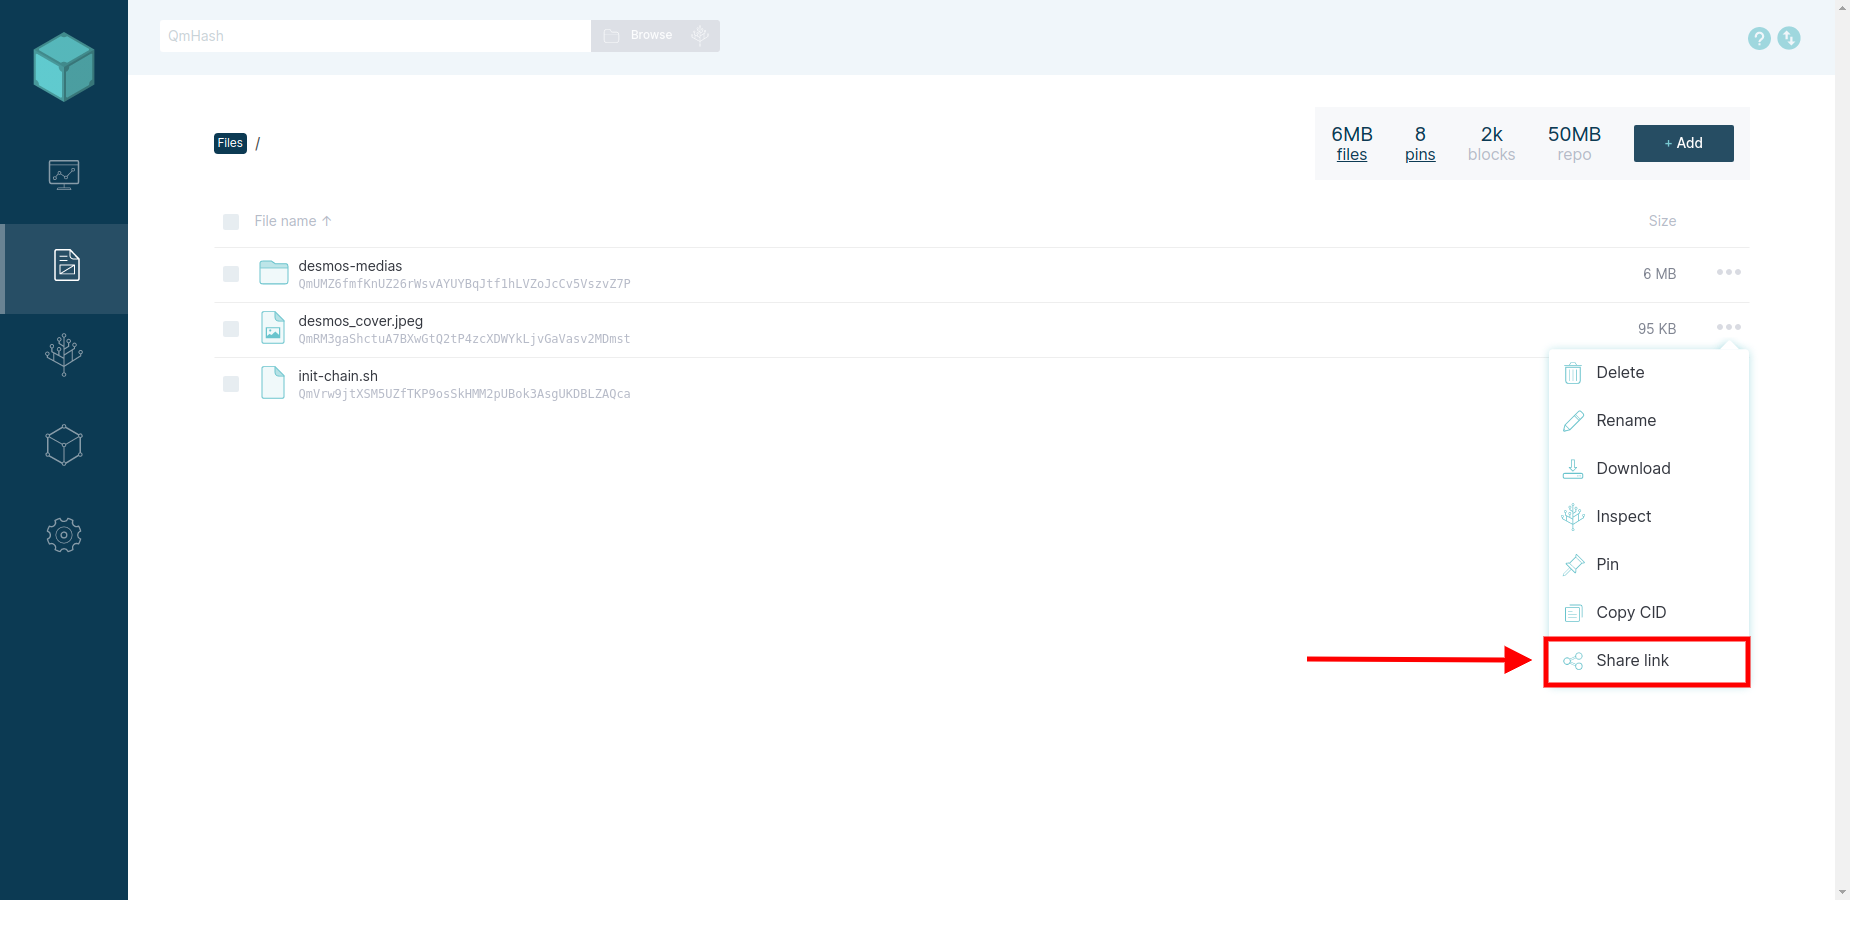 QmHash
Browse
?
Files /
6MB 8 2k 50MB
files pins blocks repo
+ Add
File name ↑ Size
desmos-medias
QmUMZ6fmfKnUZ26rWsvAYUYBqJtf1hLVZoJcCv5VszvZ7P
6 MB
desmos_cover.jpeg
QmRM3gaShctuA7BXwGtQ2tP4zcXDWYkLjvGaVasv2MDmst
95 KB
init-chain.sh
QmVrw9jtXSM5UZfTKP9osSkHMM2pUBok3AsgUKDBLZAQca
Delete
Rename
Download
Inspect
Pin
Copy CID
Share link